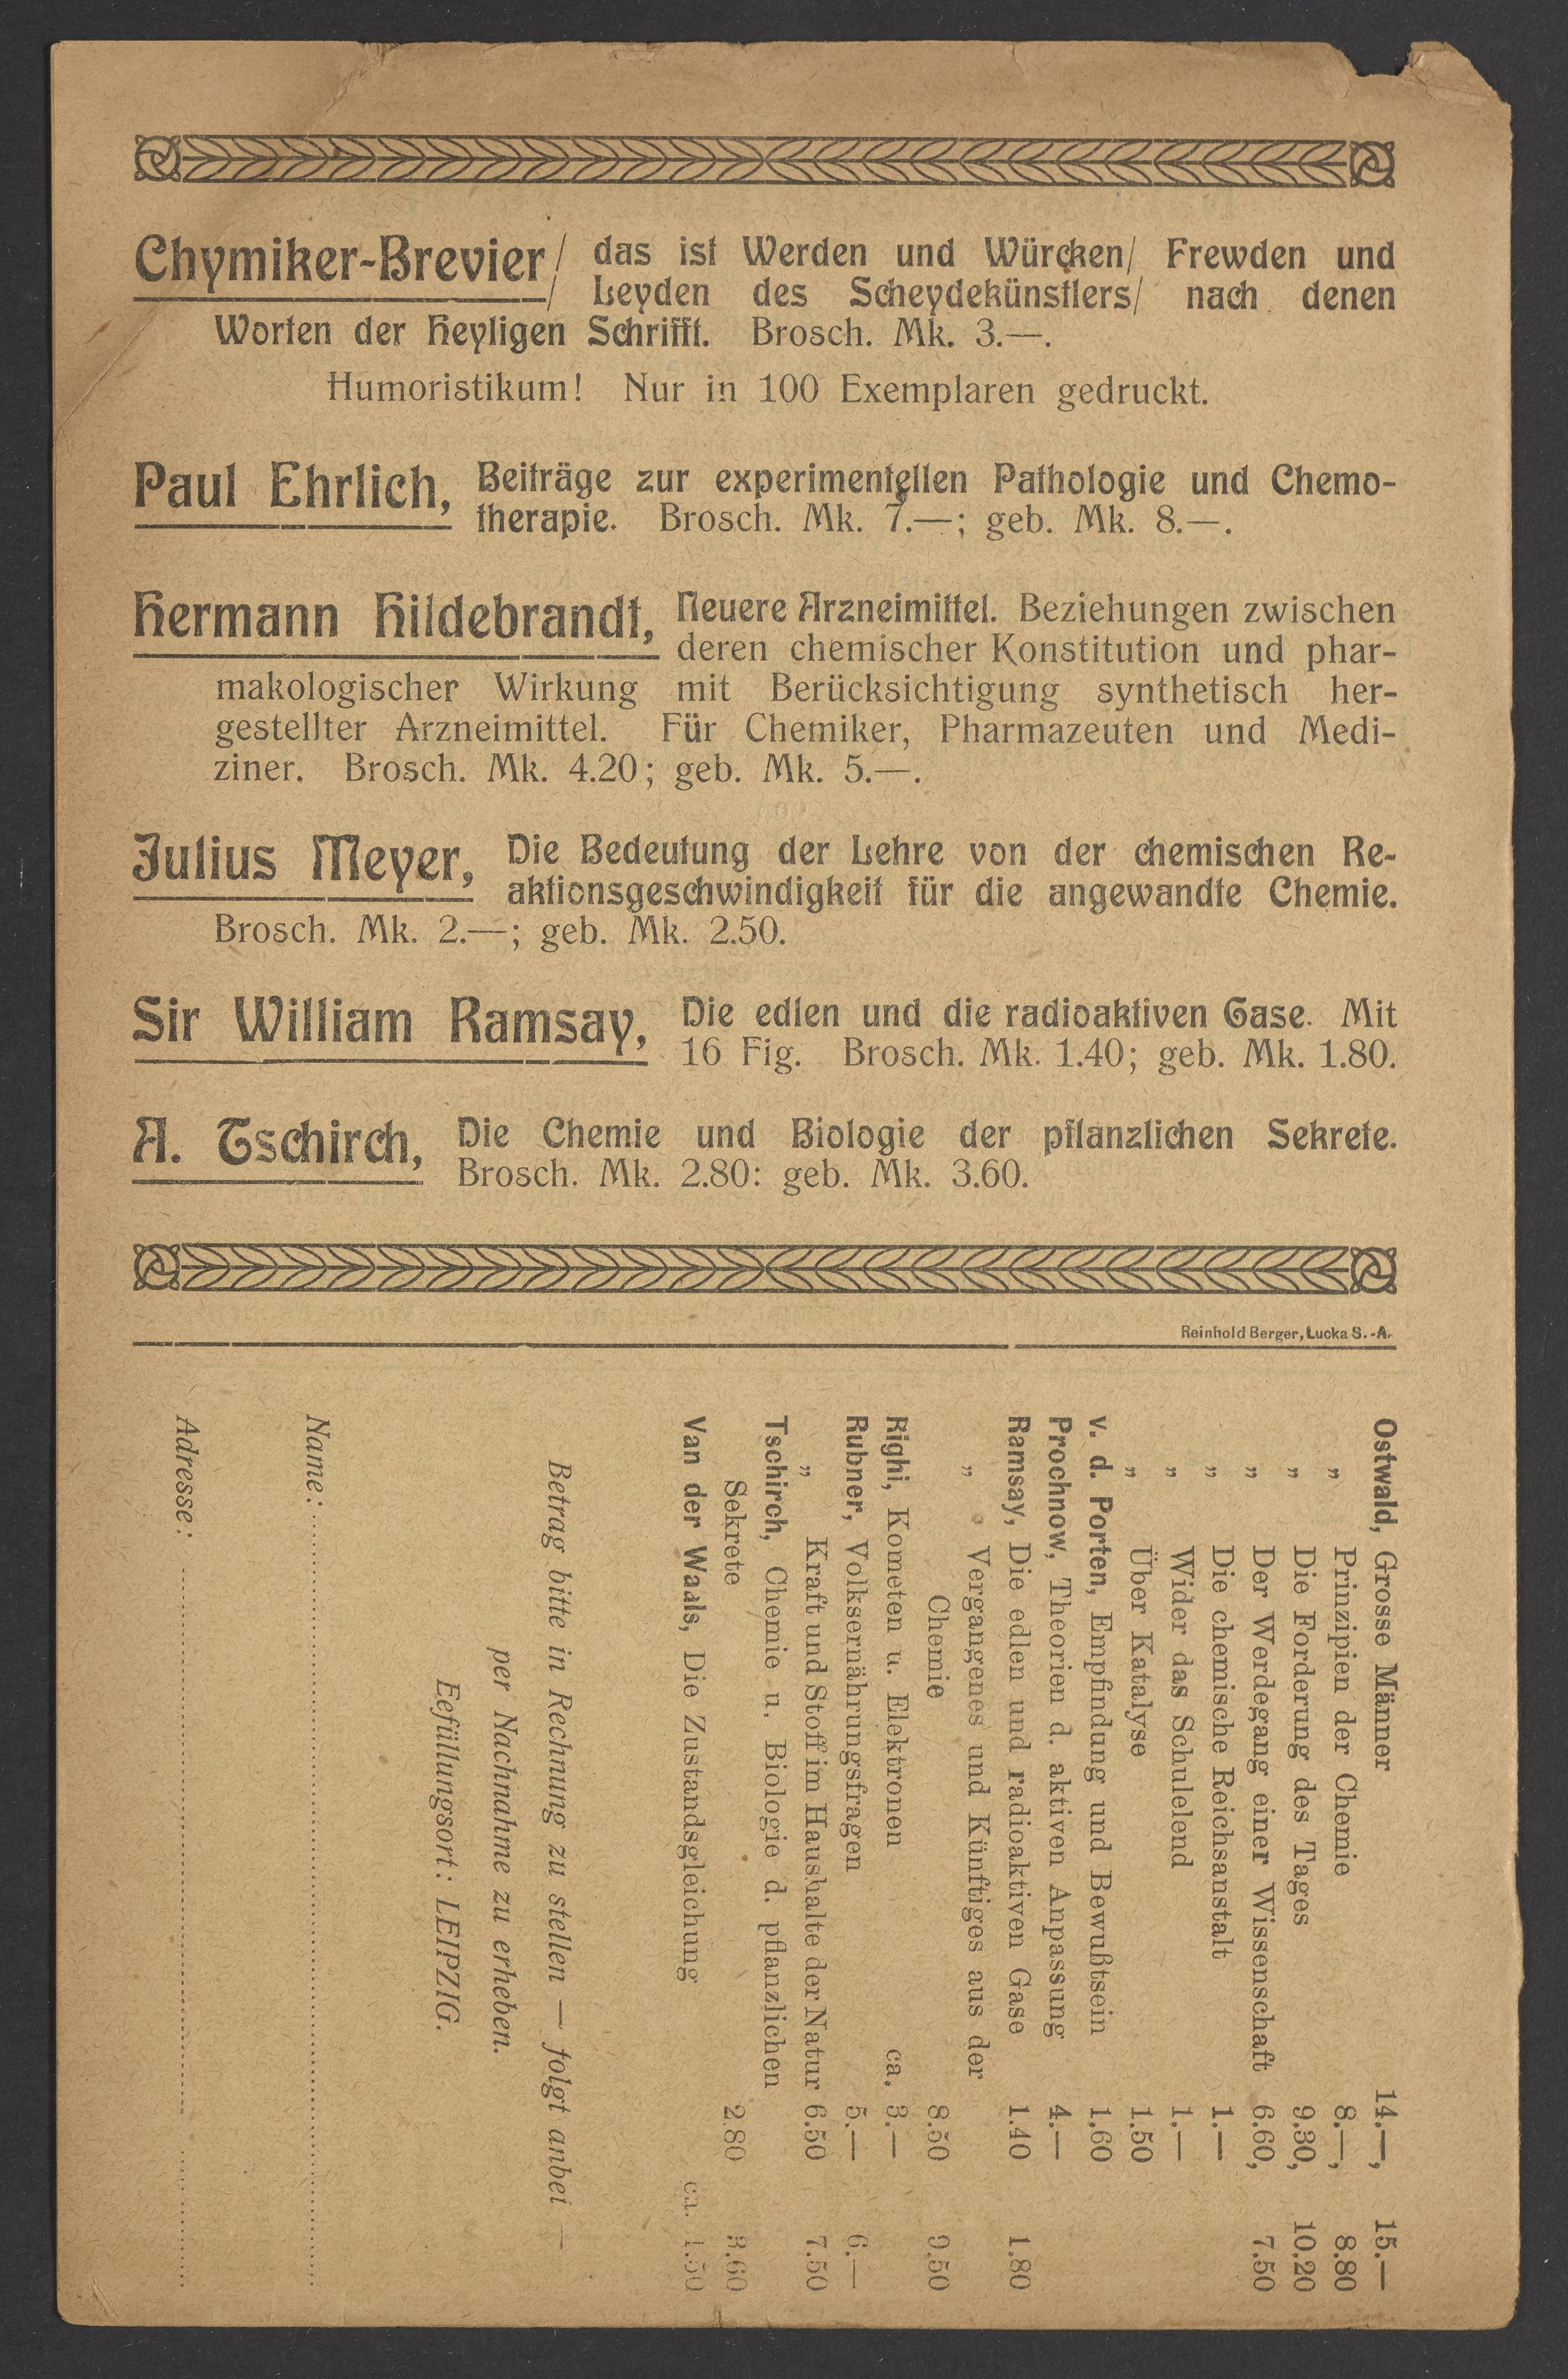 Chymiker-Brevier/ das ist Werden und Würcken/ Frewden und
Leyden des Scheydekünstlers/ nach denen
Worten der Heyligen Schrifft. Brosch. Mk. 3.—.
Humoristikum! Nur in 100 Exemplaren gedruckt.
Paul Ehrlich, Beiträge zur experimentellen Pathologie und Chemo-
therapie. Brosch. Mk. 7.—; geb. Mk. 8.—.
Hermann Hildebrandt, Neuere Arzneimittel. Beziehungen zwischen
deren chemischer Konstitution und phar-
makologischer Wirkung mit Berücksichtigung synthetisch her-
gestellter Arzneimittel. Für Chemiker, Pharmazeuten und Medi-
ziner. Brosch. Mk. 4.20; geb. Mk. 5.—.
Julius Meyer, Die Bedeutung der Lehre von der chemischen Re-
aktionsgeschwindigkeit für die angewandte Chemie.
Brosch. Mk. 2.—; geb. Mk. 2.50.
Sir William Ramsay, Die edlen und die radioaktiven Gase. Mit
16 Fig. Brosch. Mk. 1.40; geb. Mk. 1.80.
A. Tschirch, Die Chemie und Biologie der pflanzlichen Sekrete.
Brosch. Mk. 2.80: geb. Mk. 3.60.
Reinhold Berger, Lucka S.-A.
Ostwald, Grosse Männer 14.—, 15.—
„ Prinzipien der Chemie 8.—, 8.80
„ Die Forderung des Tages 9.30, 10.20
„ Der Werdegang einer Wissenschaft 6.60, 7.50
„ Die chemische Reichsanstalt 1.—
„ Wider das Schulelend 1.—
„ Über Katalyse 1.50
v. d. Porten, Empfindung und Bewußtsein 1.60
Prochnow, Theorien d. aktiven Anpassung 4.—
Ramsay, Die edlen und radioaktiven Gase 1.40 1.80
„ Vergangenes und Künftiges aus der
Chemie 8.50 9.50
Righi, Kometen u. Elektronen ca. 3.—
Rubner, Volksernährungsfragen 5.— 6.—
„ Kraft und Stoff im Haushalte der Natur 6.50 7.50
Tschirch, Chemie u. Biologie d. pflanzlichen
Sekrete 2.80 3.60
Van der Waals, Die Zustandsgleichung ca. 1.50
Betrag bitte in Rechnung zu stellen — folgt anbei —
per Nachnahme zu erheben.
Eefüllungsort: LEIPZIG.
Name:
Adresse: